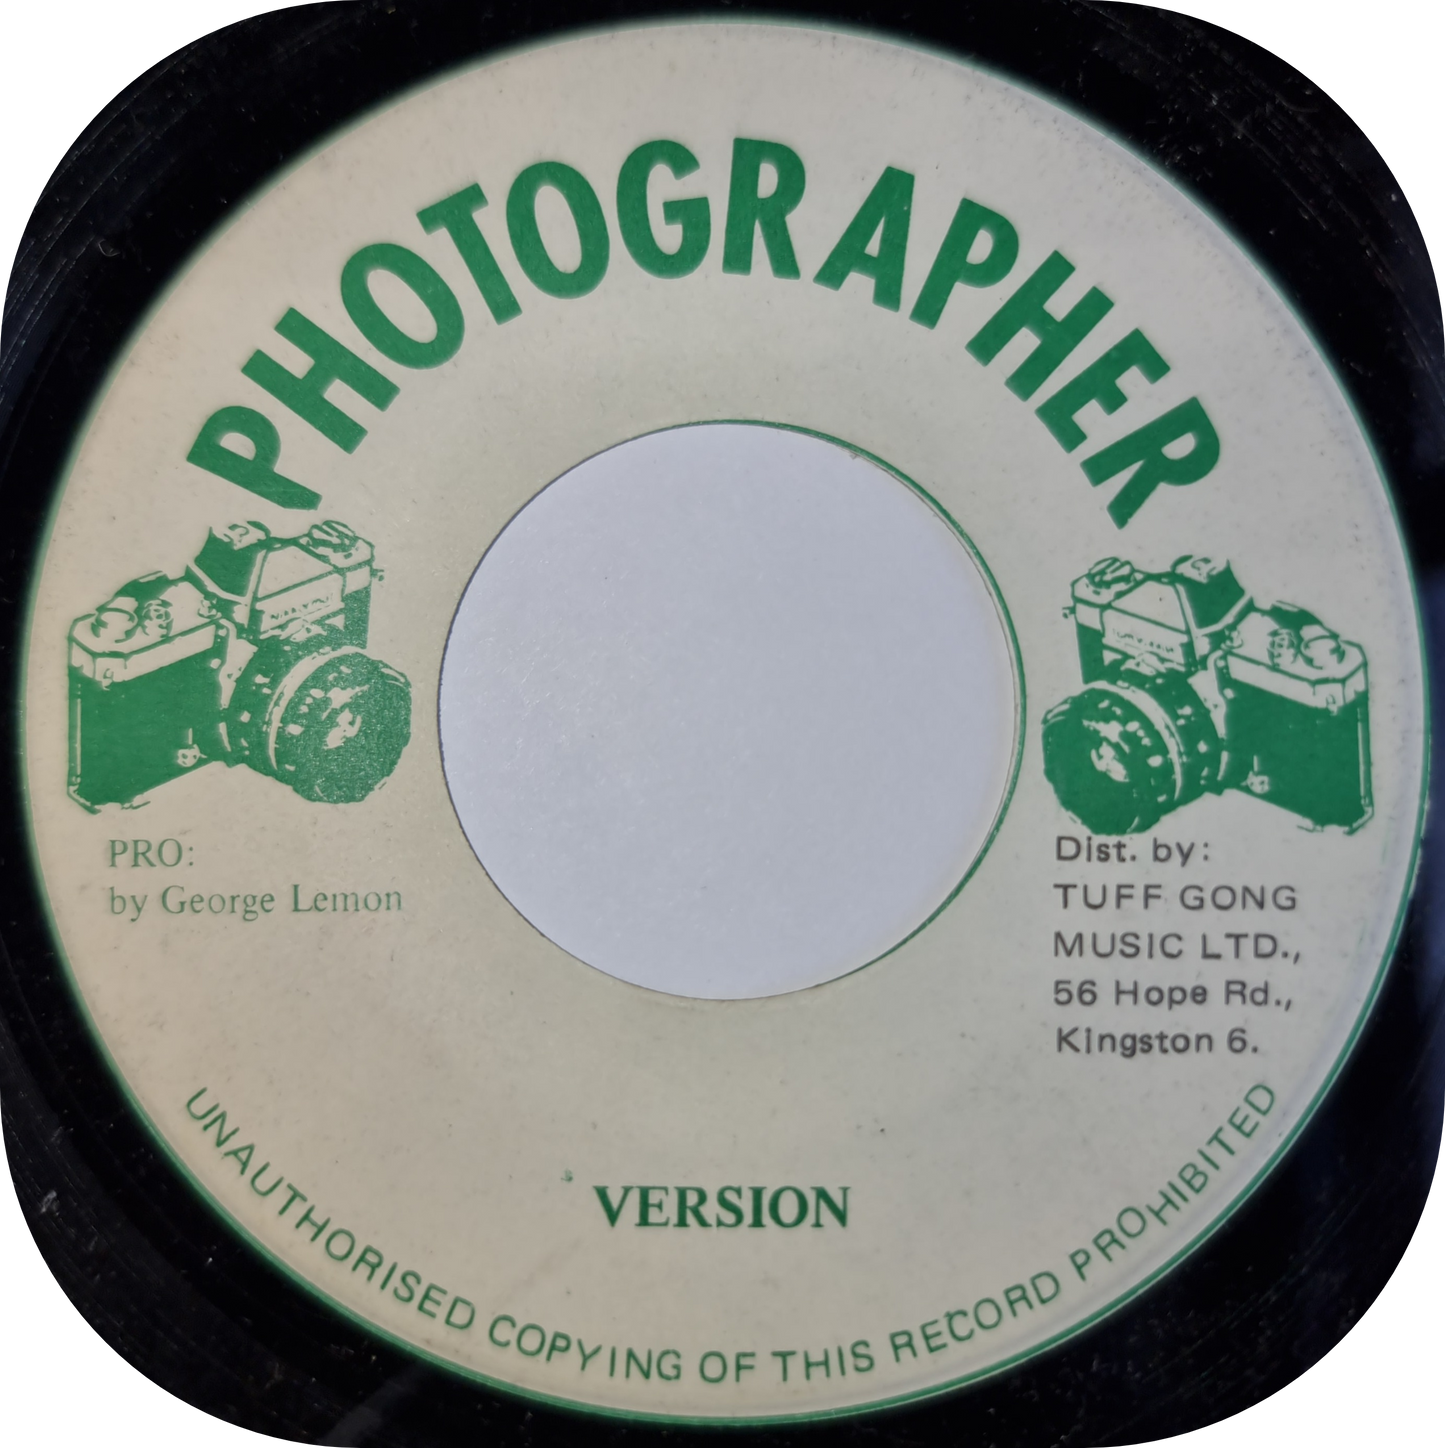 PHOTOGRAPHER
PRO:
by George Lemon
Dist. by:
TUFF GONG
MUSIC LTD.,
56 Hope Rd.,
Kingston 6.
VERSION
UNAUTHORISED COPYING OF THIS RECORD PROHIBITED